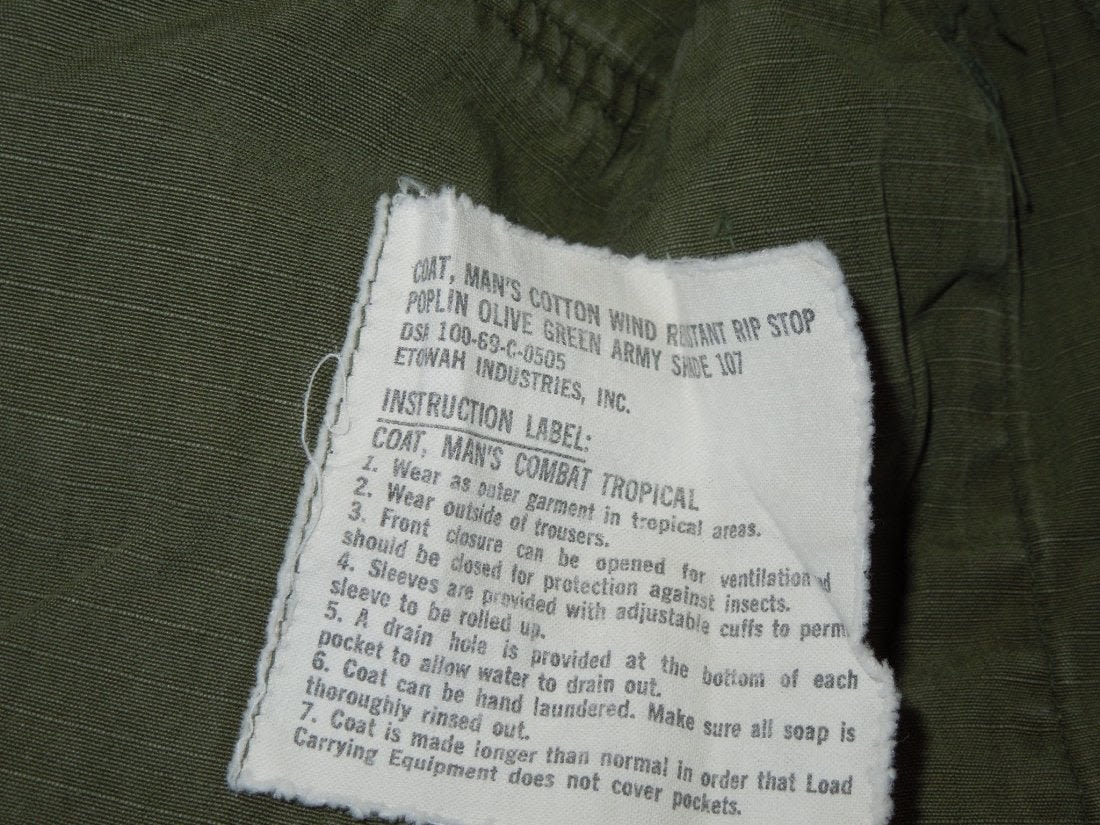 COAT, MAN'S COTTON WIND RESISTANT RIP STOP
POPLIN OLIVE GREEN ARMY SHADE 107
DSA 100-69-C-0505
ETOWAH INDUSTRIES, INC.
INSTRUCTION LABEL:
COAT, MAN'S COMBAT TROPICAL
1. Wear as outer garment in tropical areas.
2. Wear outside of trousers.
3. Front closure can be opened for ventilation
should be closed for protection against insects.
4. Sleeves are provided with adjustable cuffs to perm
sleeve to be rolled up.
5. A drain hole is provided at the bottom of each
pocket to allow water to drain out.
6. Coat can be hand laundered. Make sure all soap is
thoroughly rinsed out.
7. Coat is made longer than normal in order that Load
Carrying Equipment does not cover pockets.